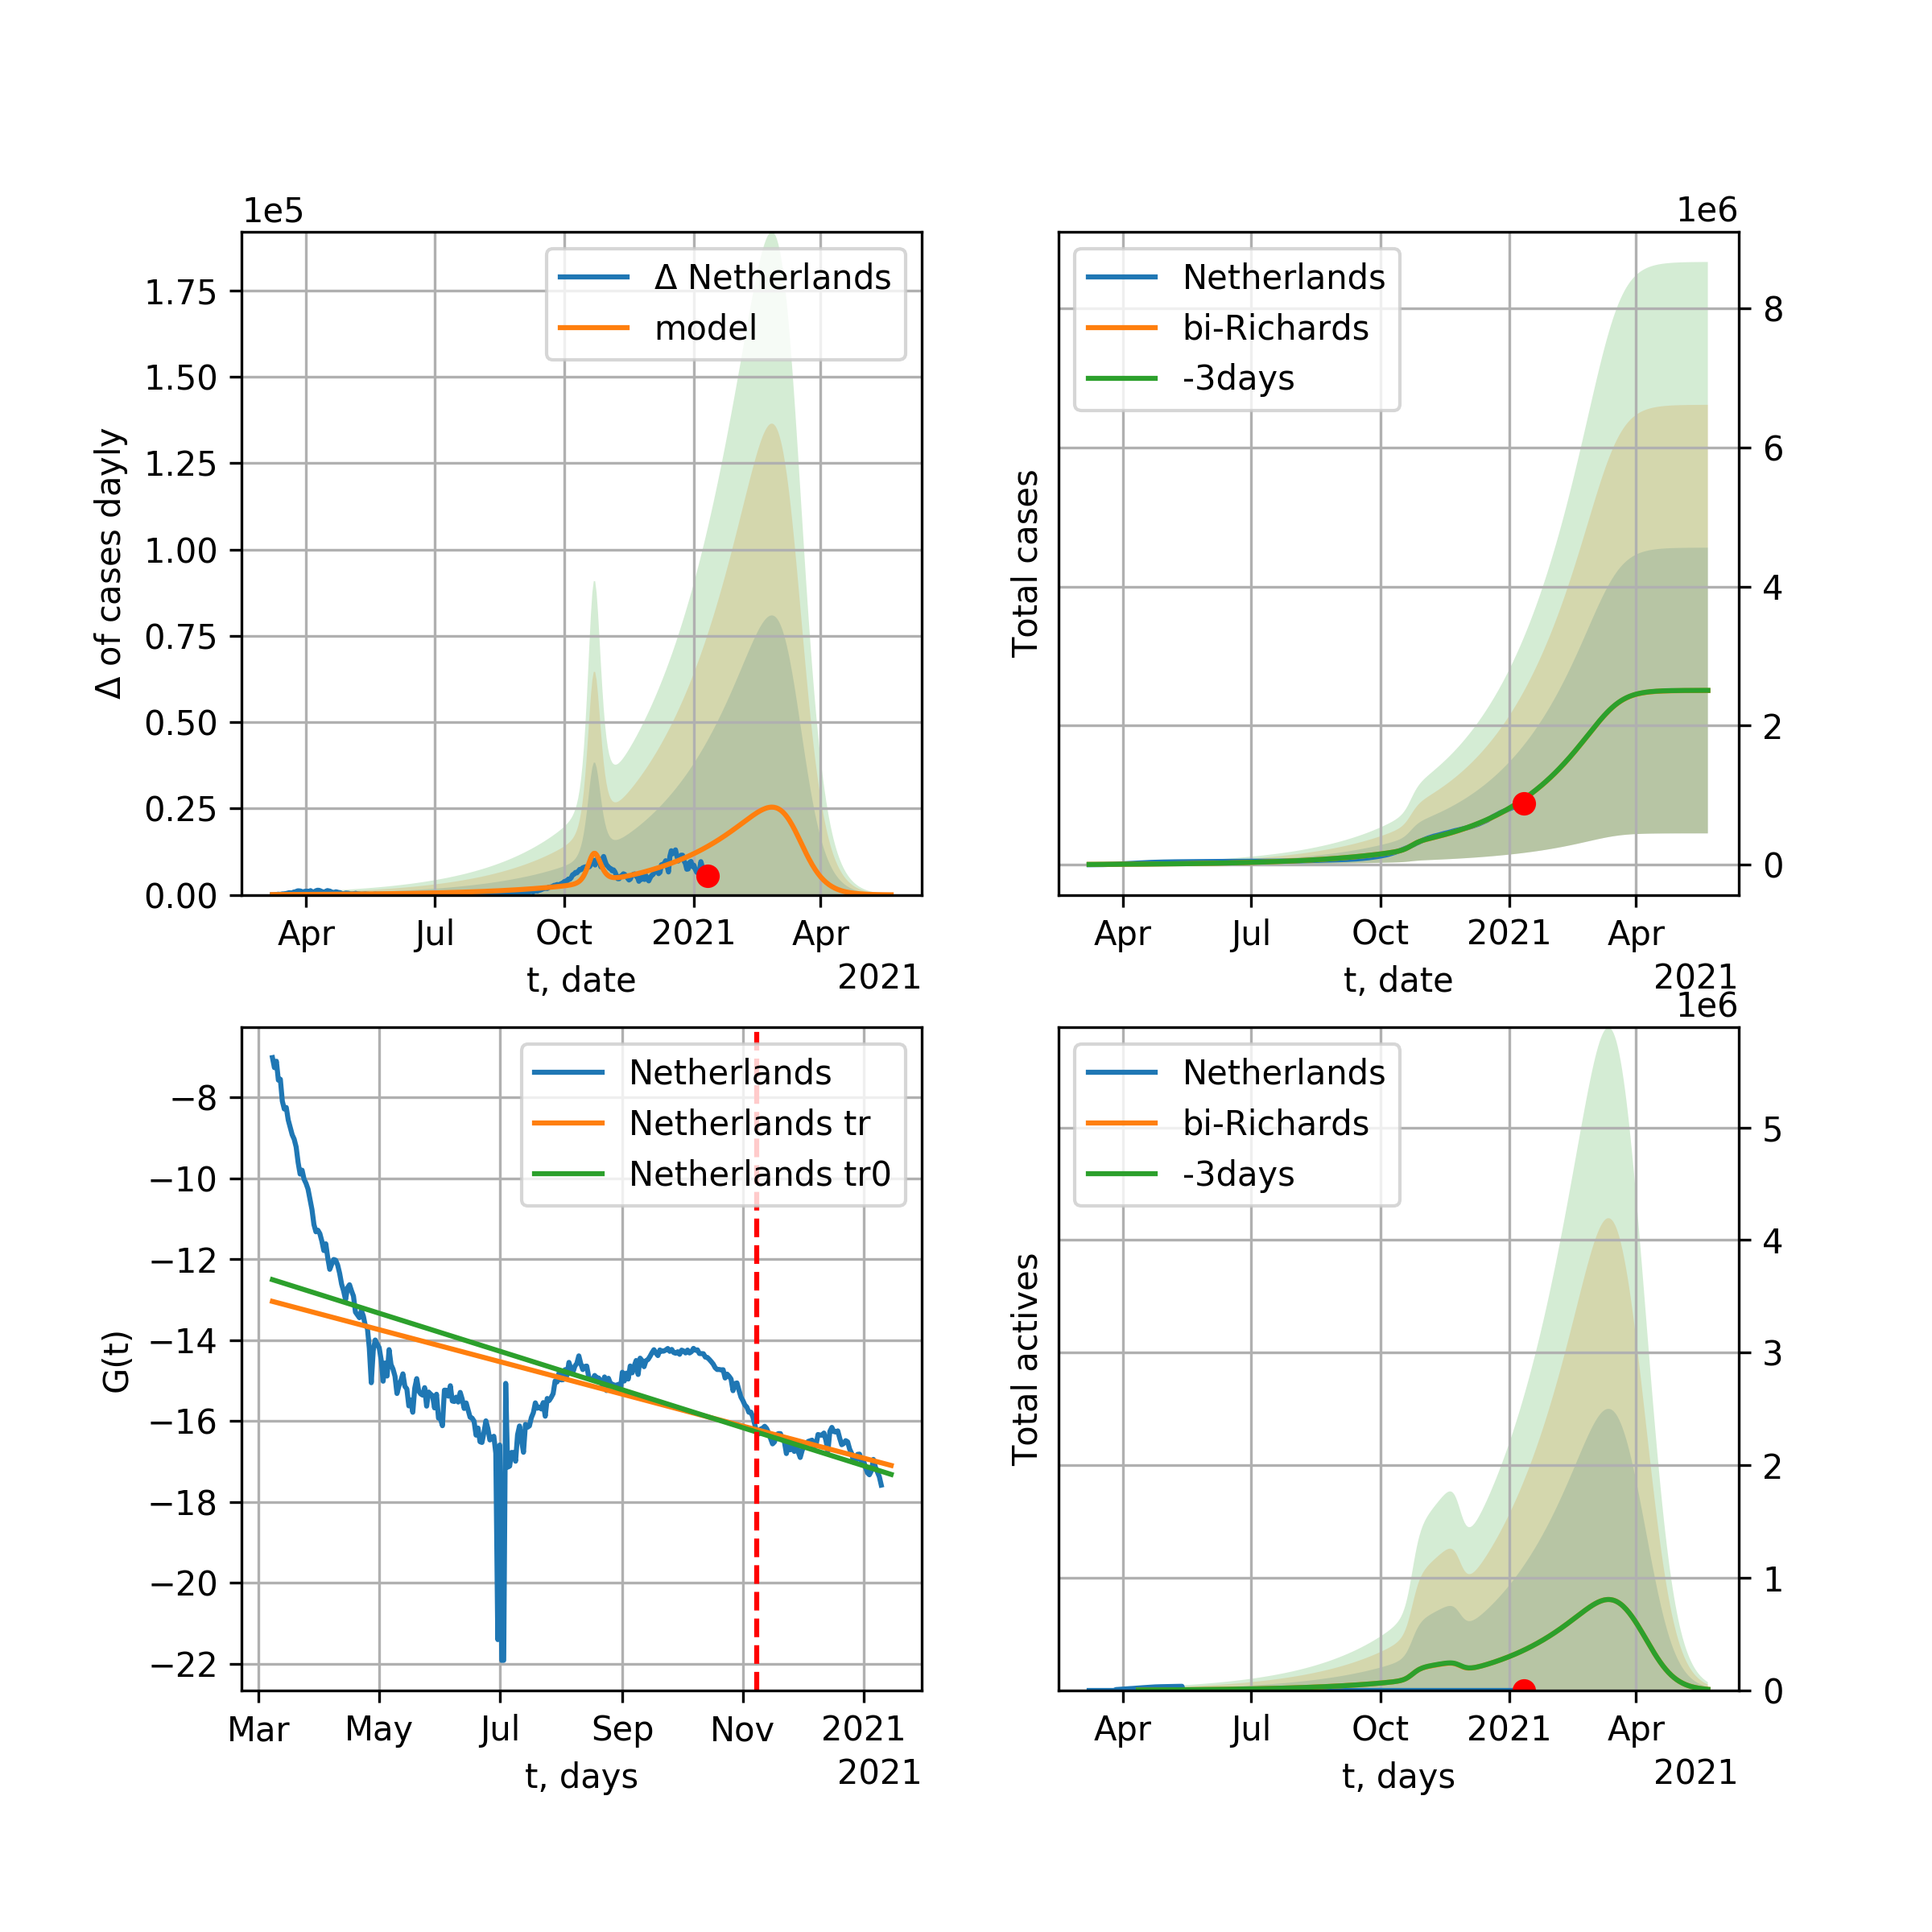 1e5
Δ Netherlands
model
1.75
1.50
1.25
1.00
0.75
0.50
0.25
0.00
Δ of cases dayly
Apr
Jul
Oct
2021
Apr
t, date
2021
1e6
Netherlands
bi-Richards
-3days
8
6
4
2
0
Total cases
Apr
Jul
Oct
2021
Apr
t, date
2021
Netherlands
Netherlands tr
Netherlands tr0
−8
−10
−12
−14
−16
−18
−20
−22
G(t)
Mar
May
Jul
Sep
Nov
2021
t, days
2021
1e6
Netherlands
bi-Richards
-3days
5
4
3
2
1
0
Total actives
Apr
Jul
Oct
2021
Apr
t, days
2021